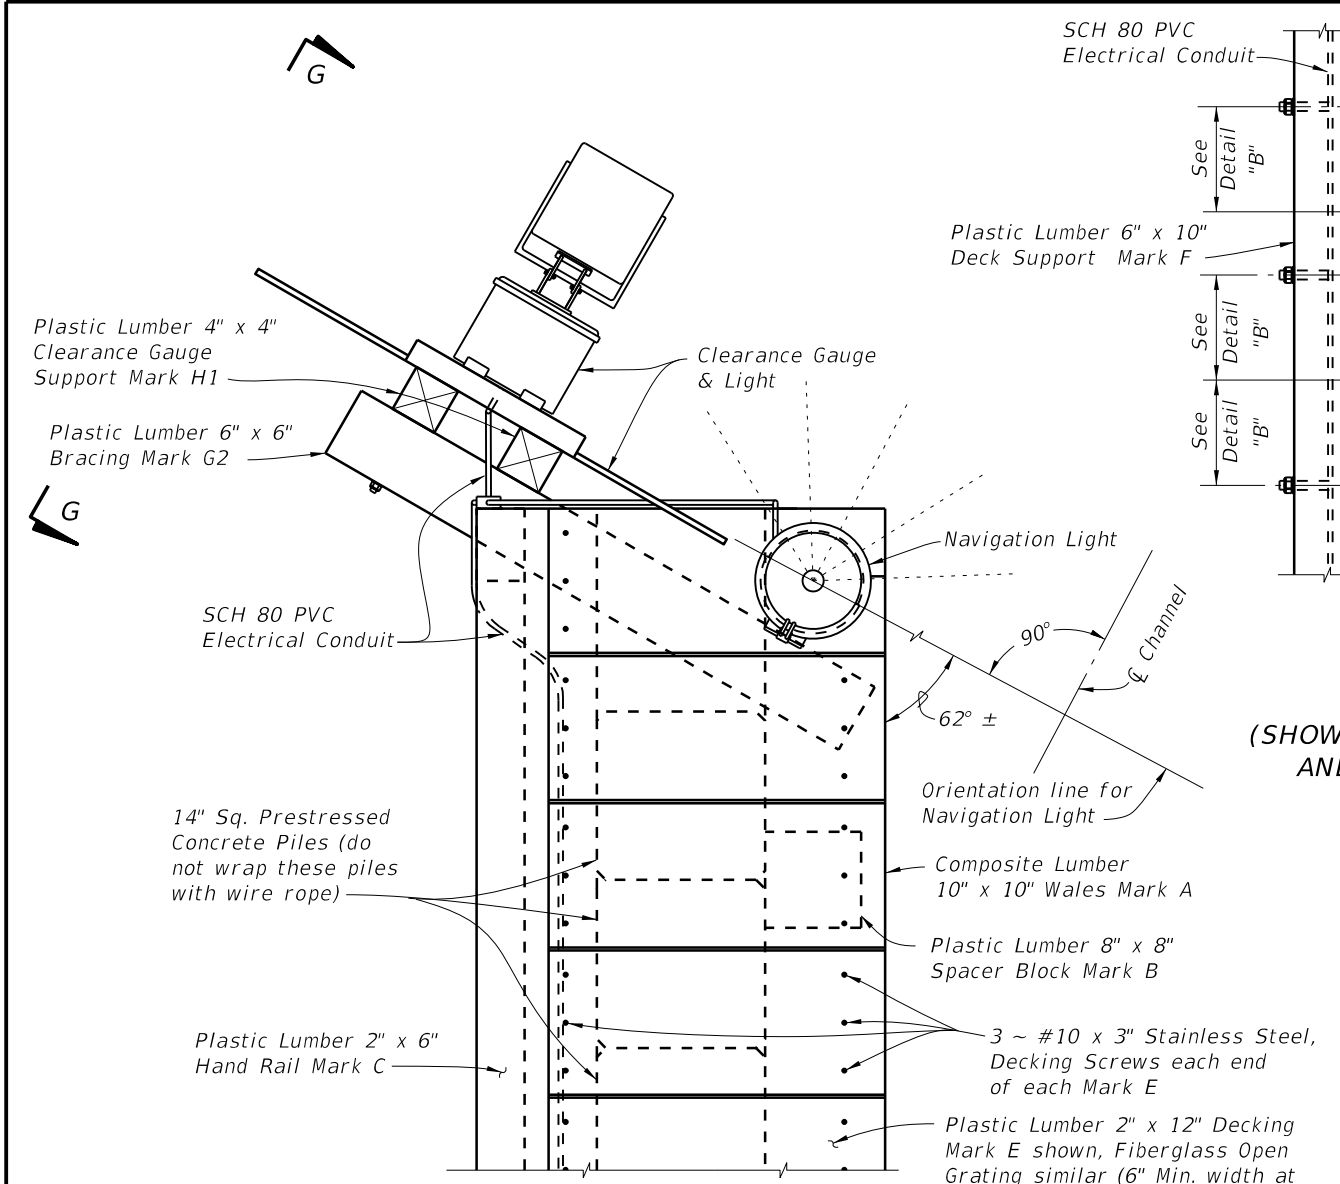 G
SCH 80 PVC
Electrical Conduit
See
Detail
"B"
Plastic Lumber 6" x 10"
Deck Support Mark F
See
Detail
"B"
See
Detail
"B"
Plastic Lumber 4" x 4"
Clearance Gauge
Support Mark H1
Clearance Gauge
& Light
Plastic Lumber 6" x 6"
Bracing Mark G2
G
Navigation Light
SCH 80 PVC
Electrical Conduit
90°
℄ Channel
62° ±
(SHOW
AND
Orientation line for
Navigation Light
14" Sq. Prestressed
Concrete Piles (do
not wrap these piles
with wire rope)
Composite Lumber
10" x 10" Wales Mark A
Plastic Lumber 8" x 8"
Spacer Block Mark B
Plastic Lumber 2" x 6"
Hand Rail Mark C
3 ~ #10 x 3" Stainless Steel,
Decking Screws each end
of each Mark E
Plastic Lumber 2" x 12" Decking
Mark E shown, Fiberglass Open
Grating similar (6" Min. width at